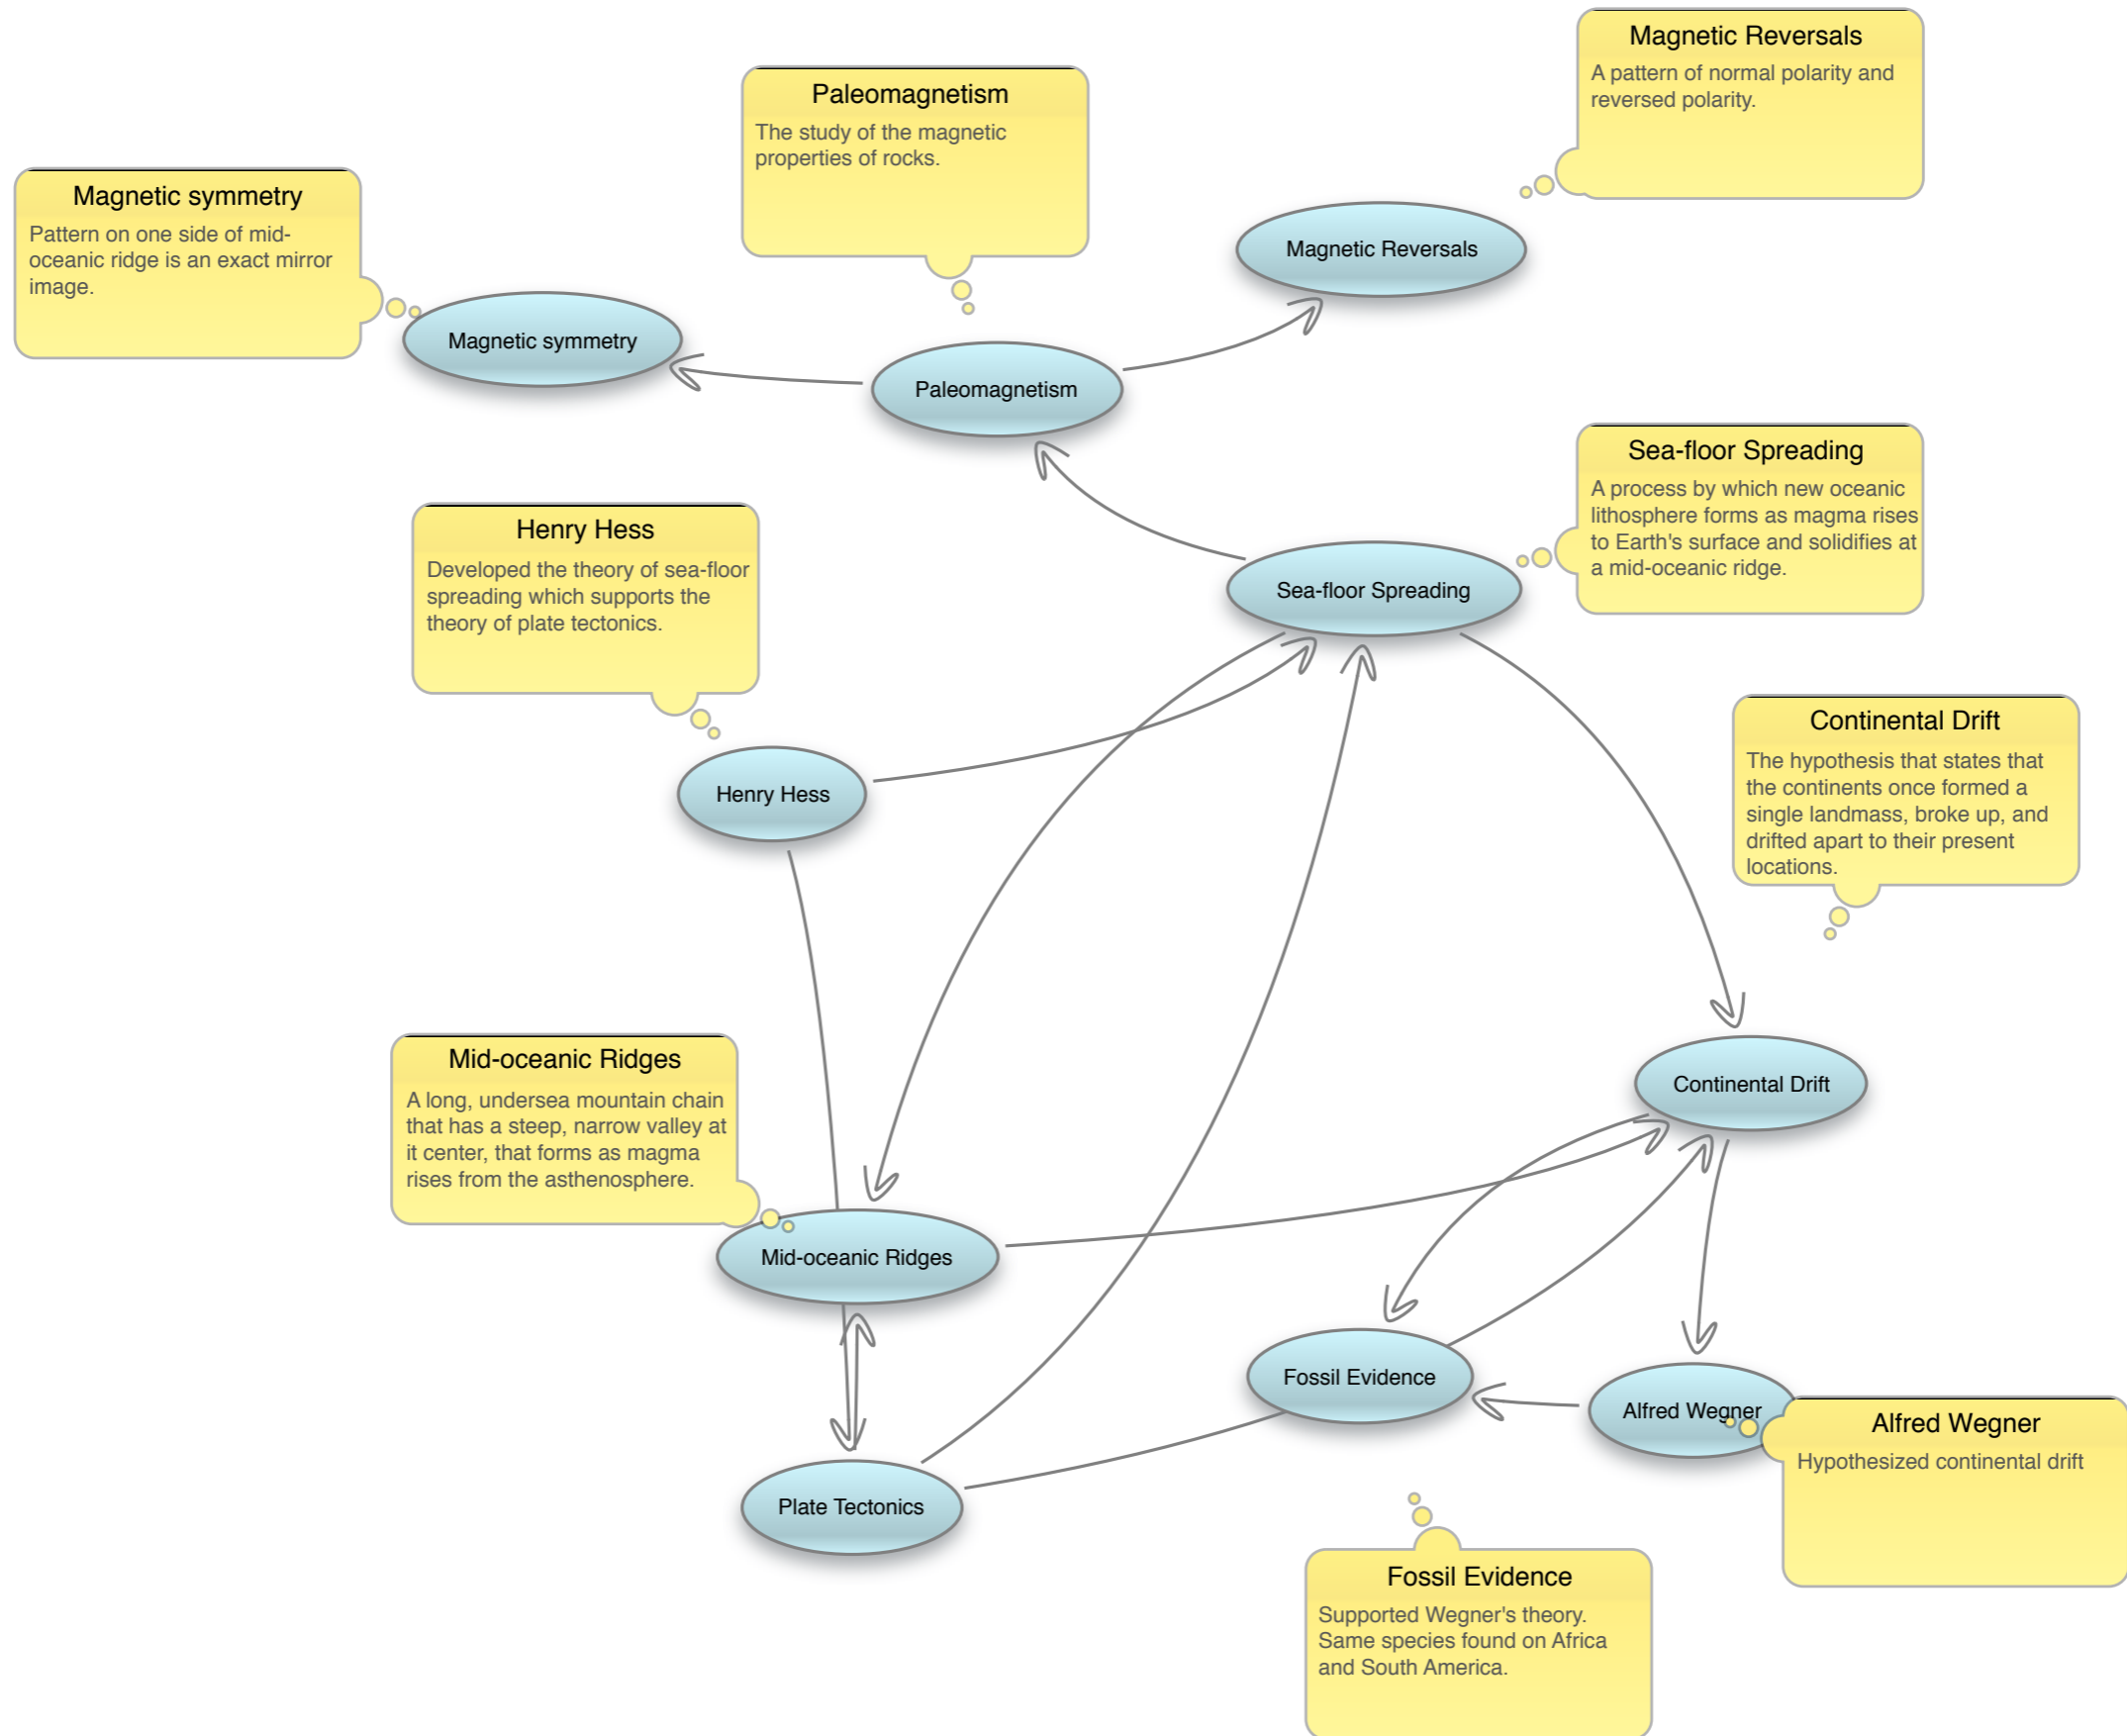 Magnetic Reversals
A pattern of normal polarity and
reversed polarity.
Paleomagnetism
The study of the magnetic
properties of rocks.
Magnetic symmetry
Pattern on one side of mid-
oceanic ridge is an exact mirror
image.
Magnetic Reversals
Magnetic symmetry
Paleomagnetism
Sea-floor Spreading
A process by which new oceanic
lithosphere forms as magma rises
to Earth's surface and solidifies at
a mid-oceanic ridge.
Henry Hess
Developed the theory of sea-floor
spreading which supports the
theory of plate tectonics.
Sea-floor Spreading
Continental Drift
The hypothesis that states that
the continents once formed a
single landmass, broke up, and
drifted apart to their present
locations.
Henry Hess
Mid-oceanic Ridges
A long, undersea mountain chain
that has a steep, narrow valley at
it center, that forms as magma
rises from the asthenosphere.
Continental Drift
Mid-oceanic Ridges
Fossil Evidence
Alfred Wegner
Alfred Wegner
Hypothesized continental drift
Plate Tectonics
Fossil Evidence
Supported Wegner's theory.
Same species found on Africa
and South America.